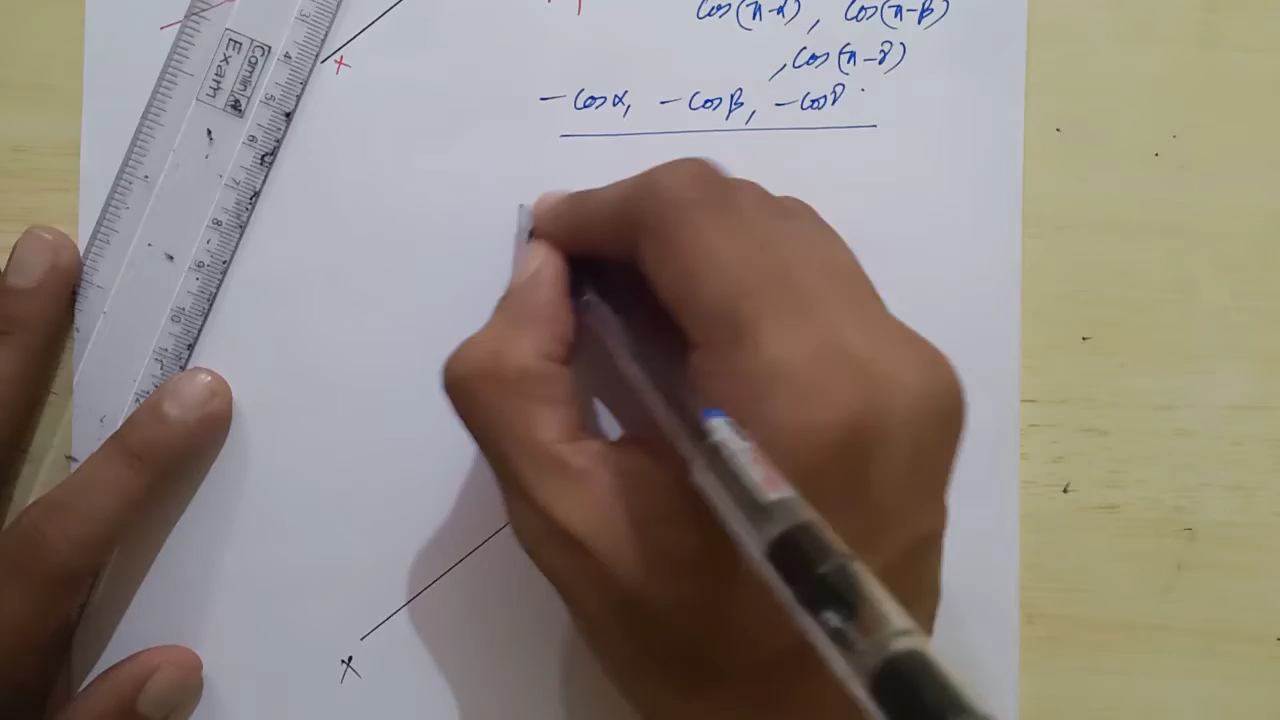 cos(π-α), cos(π-β)
, cos(π-γ)
-cosα, -cosβ, -cosγ
x
x
Camlin
Exam
3
4
5
6
7
8
9
10
11
12